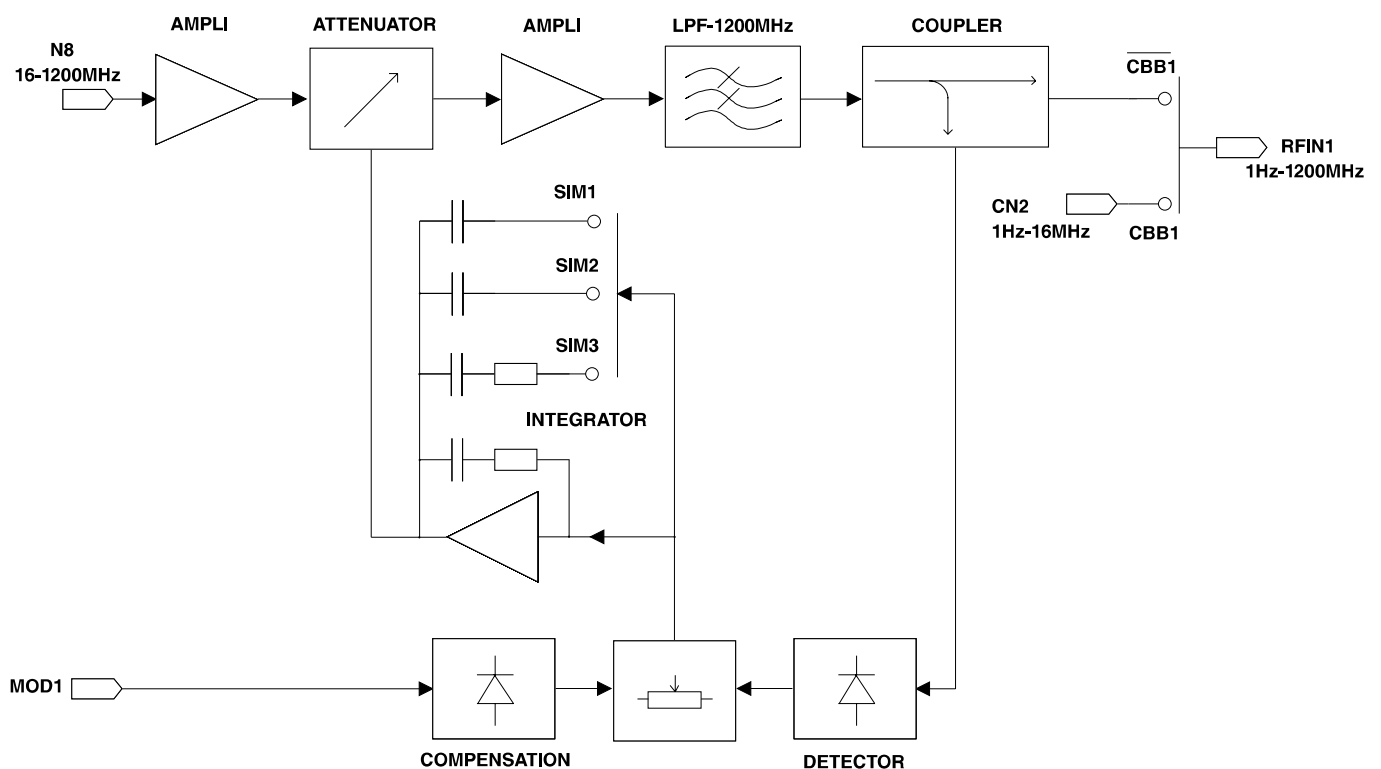 AMPLI
ATTENUATOR
AMPLI
LPF-1200MHz
COUPLER
N8
16-1200MHz
CBB1
RFIN1
1Hz-1200MHz
SIM1
CN2
1Hz-16MHz
CBB1
SIM2
SIM3
INTEGRATOR
MOD1
COMPENSATION
DETECTOR